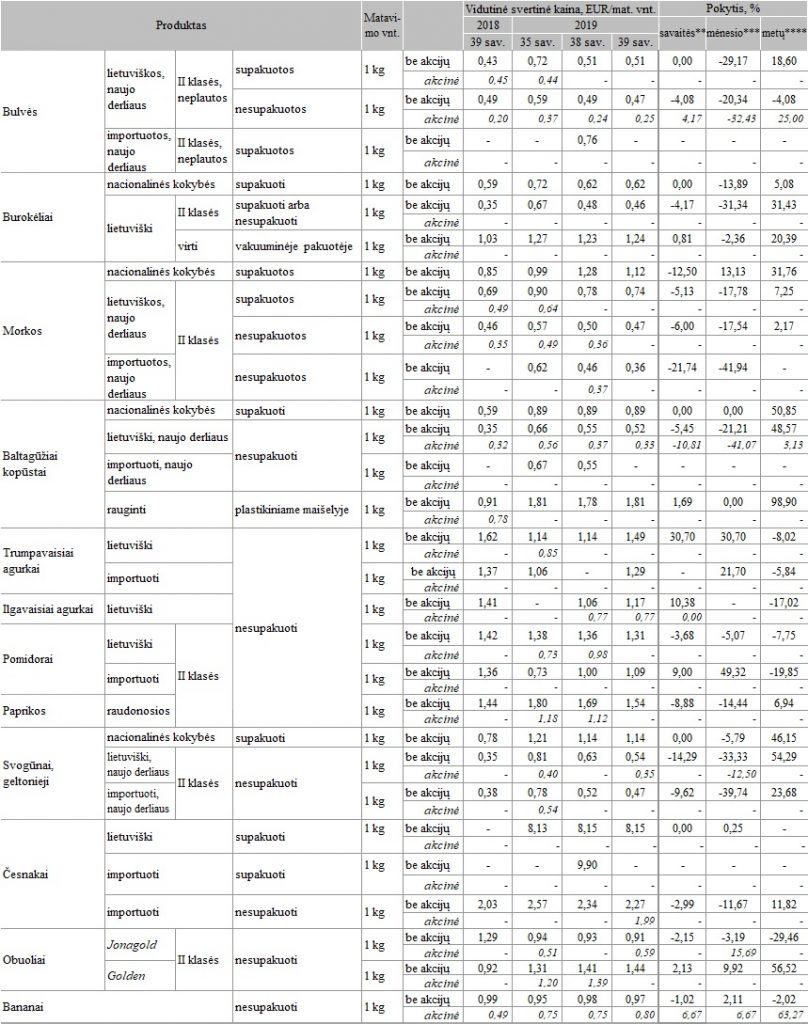 Produktas Matavi- Vidutinė svertinė kaina, EUR/mat. vnt. Pokytis, %
mo vnt. 2018 2019 savaitės** mėnesio*** metų****
39 sav. 35 sav. 38 sav. 39 sav.
Bulvės lietuviškos, naujo derliaus II klasės, neplautos supakuotos 1 kg be akcijų 0,43 0,72 0,51 0,51 0,00 -29,17 18,60
akcinė 0,45 0,44 - - - - -
nesupakuotos 1 kg be akcijų 0,49 0,59 0,49 0,47 -4,08 -20,34 -4,08
akcinė 0,20 0,37 0,24 0,25 4,17 -32,43 25,00
importuotos, naujo derliaus II klasės, neplautos supakuotos 1 kg be akcijų - - 0,76 - - - -
akcinė - - - - - - -
Burokėliai nacionalinės kokybės supakuoti 1 kg be akcijų 0,59 0,72 0,62 0,62 0,00 -13,89 5,08
lietuviški II klasės supakuoti arba nesupakuoti 1 kg be akcijų 0,35 0,67 0,48 0,46 -4,17 -31,34 31,43
akcinė - - - - - - -
virti vakuuminėje pakuotėje 1 kg be akcijų 1,03 1,27 1,23 1,24 0,81 -2,36 20,39
akcinė - - - - - - -
Morkos nacionalinės kokybės supakuotos 1 kg be akcijų 0,85 0,99 1,28 1,12 -12,50 13,13 31,76
lietuviškos, naujo derliaus II klasės supakuotos 1 kg be akcijų 0,69 0,90 0,78 0,74 -5,13 -17,78 7,25
akcinė 0,49 0,64 - - - - -
nesupakuotos 1 kg be akcijų 0,46 0,57 0,50 0,47 -6,00 -17,54 2,17
akcinė 0,35 0,49 0,36 - - - -
importuotos, naujo derliaus nesupakuotos 1 kg be akcijų - 0,62 0,46 0,36 -21,74 -41,94 -
akcinė - - 0,37 - - - -
Baltagūžiai kopūstai nacionalinės kokybės supakuoti 1 kg be akcijų 0,59 0,89 0,89 0,89 0,00 0,00 50,85
lietuviški, naujo derliaus nesupakuoti 1 kg be akcijų 0,35 0,66 0,55 0,52 -5,45 -21,21 48,57
akcinė 0,32 0,56 0,37 0,33 -10,81 -41,07 3,13
importuoti, naujo derliaus 1 kg be akcijų - 0,67 0,55 - - - -
akcinė - - - - - - -
rauginti plastikiniame maišelyje 1 kg be akcijų 0,91 1,81 1,78 1,81 1,69 0,00 98,90
akcinė 0,78 - - - - - -
Trumpavaisiai agurkai lietuviški nesupakuoti 1 kg be akcijų 1,62 1,14 1,14 1,49 30,70 30,70 -8,02
akcinė - 0,85 - - - - -
importuoti 1 kg be akcijų 1,37 1,06 - 1,29 - 21,70 -5,84
akcinė - - - - - - -
Ilgavaisiai agurkai lietuviški 1 kg be akcijų 1,41 - 1,06 1,17 10,38 - -17,02
akcinė - - 0,77 0,77 0,00 - -
Pomidorai lietuviški II klasės 1 kg be akcijų 1,42 1,38 1,36 1,31 -3,68 -5,07 -7,75
akcinė - 0,73 0,98 - - - -
importuoti 1 kg be akcijų 1,36 0,73 1,00 1,09 9,00 49,32 -19,85
akcinė - - - - - - -
Paprikos raudonosios 1 kg be akcijų 1,44 1,80 1,69 1,54 -8,88 -14,44 6,94
akcinė - 1,18 1,12 - - - -
Svogūnai, geltonieji nacionalinės kokybės supakuoti 1 kg be akcijų 0,78 1,21 1,14 1,14 0,00 -5,79 46,15
lietuviški, naujo derliaus II klasės nesupakuoti 1 kg be akcijų 0,35 0,81 0,63 0,54 -14,29 -33,33 54,29
akcinė - 0,40 - 0,35 - -12,50 -
importuoti, naujo derliaus 1 kg be akcijų 0,38 0,78 0,52 0,47 -9,62 -39,74 23,68
akcinė - 0,54 - - - - -
Česnakai lietuviški supakuoti 1 kg be akcijų - 8,13 8,15 8,15 0,00 0,25 -
akcinė - - - - - - -
importuoti supakuoti 1 kg be akcijų - - 9,90 - - - -
akcinė - - - - - - -
importuoti nesupakuoti 1 kg be akcijų 2,03 2,57 2,34 2,27 -2,99 -11,67 11,82
akcinė - - - 1,99 - - -
Obuoliai Jonagold II klasės nesupakuoti 1 kg be akcijų 1,29 0,94 0,93 0,91 -2,15 -3,19 -29,46
akcinė - 0,51 - 0,59 - 15,69 -
Golden 1 kg be akcijų 0,92 1,31 1,41 1,44 2,13 9,92 56,52
akcinė - 1,20 1,39 - - - -
Bananai nesupakuoti 1 kg be akcijų 0,99 0,95 0,98 0,97 -1,02 2,11 -2,02
akcinė 0,49 0,75 0,75 0,80 6,67 6,67 63,27